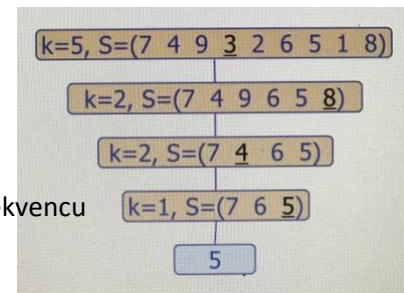 k=5, S=(7 4 9 3 2 6 5 1 8)
k=2, S=(7 4 9 6 5 8)
k=2, S=(7 4 6 5)
ekvencu k=1, S=(7 6 5)
5